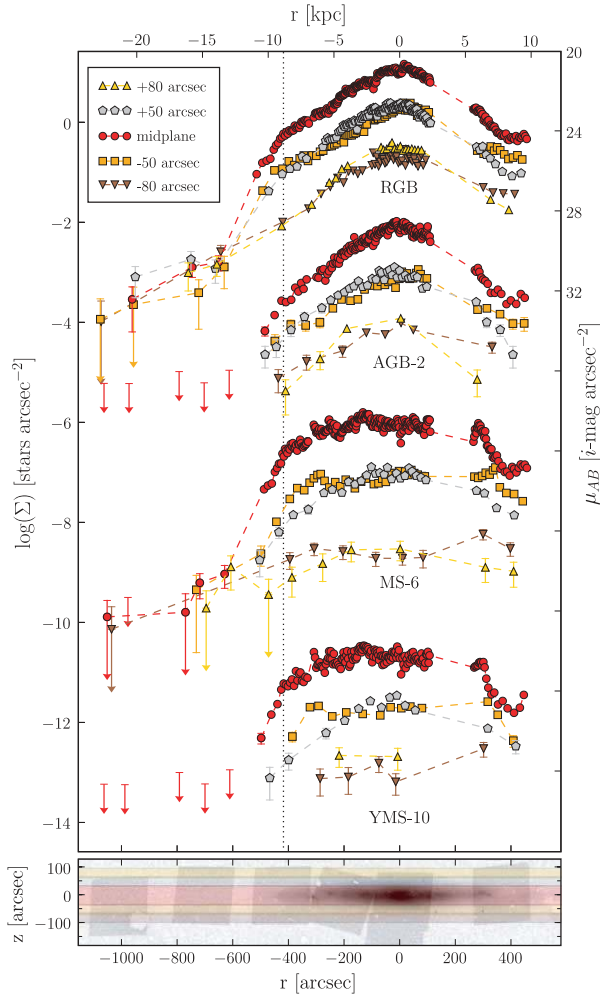 r [kpc]
−20 −15 −10 −5 0 5 10
+80 arcsec
+50 arcsec
midplane
-50 arcsec
-80 arcsec
RGB
AGB-2
MS-6
YMS-10
0
−2
−4
−6
−8
−10
−12
−14
log(Σ) [stars arcsec⁻²]
20
24
28
32
μ_AB [i-mag arcsec⁻²]
100
0
−100
z [arcsec]
−1000 −800 −600 −400 −200 0 200 400
r [arcsec]